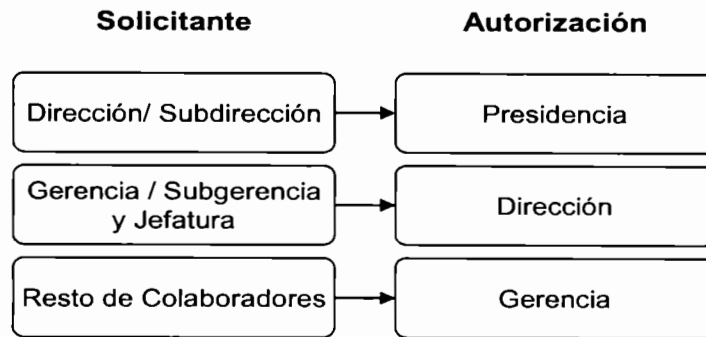 Solicitante
Autorización
Dirección/ Subdirección
Presidencia
Gerencia / Subgerencia
y Jefatura
Dirección
Resto de Colaboradores
Gerencia